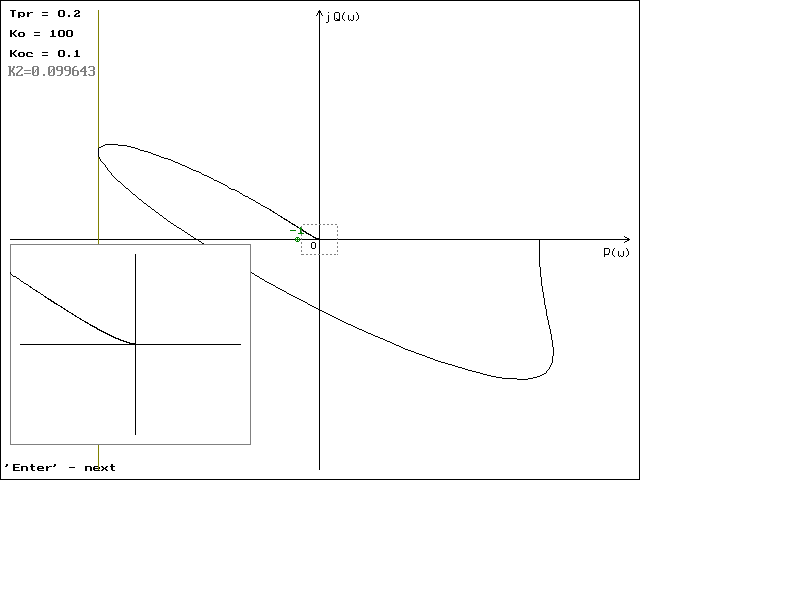 Tpr = 0.2
Ko = 100
Koc = 0.1
K2=0.099643
jQ(ω)
-1
0
P(ω)
'Enter' - next